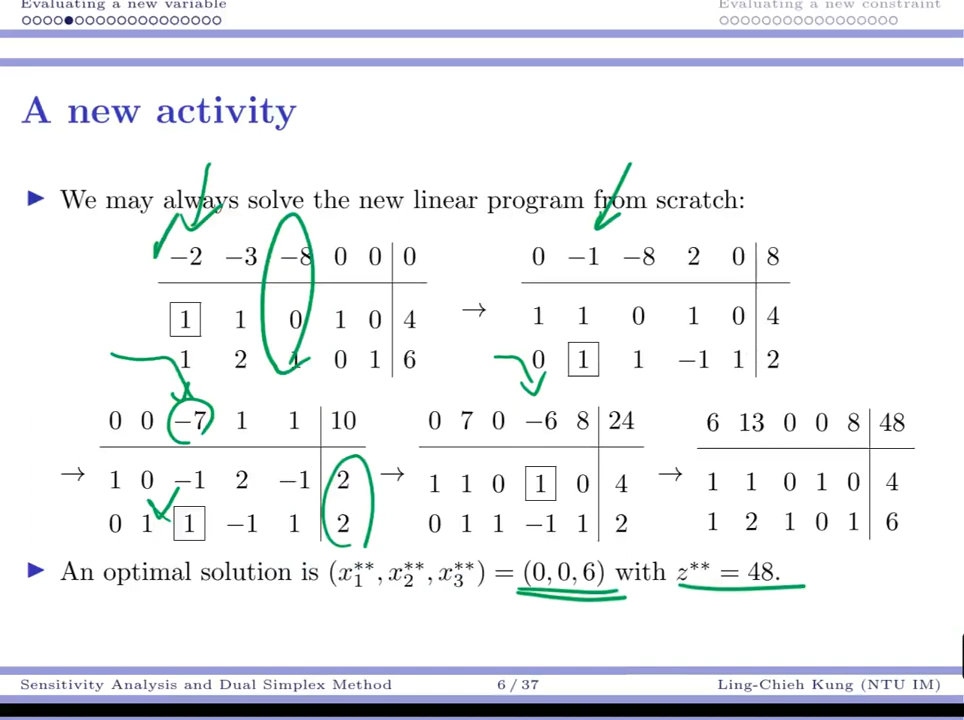 Evaluating a new variable Evaluating a new constraint
A new activity
We may always solve the new linear program from scratch:
−2 −3 −8 0 0 0 0 −1 −8 2 0 8
1 1 0 1 0 4 → 1 1 0 1 0 4
1 2 1 0 1 6 0 1 1 −1 1 2
0 0 −7 1 1 10 0 7 0 −6 8 24 6 13 0 0 8 48
→ 1 0 −1 2 −1 2 → 1 1 0 1 0 4 → 1 1 0 1 0 4
0 1 1 −1 1 2 0 1 1 −1 1 2 1 2 1 0 1 6
An optimal solution is (x₁**, x₂**, x₃**) = (0, 0, 6) with z** = 48.
Sensitivity Analysis and Dual Simplex Method 6 / 37 Ling-Chieh Kung (NTU IM)